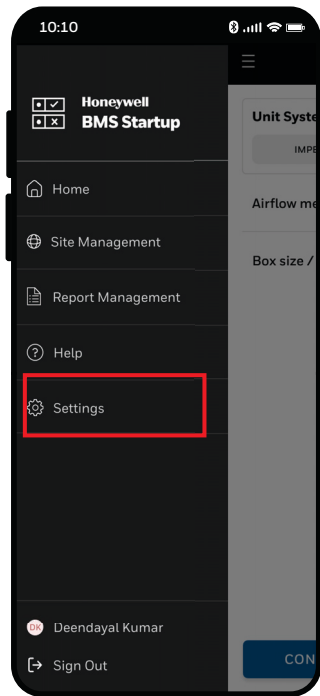 10:10
Honeywell
BMS Startup
Unit Syste
IMPE
Home
Airflow me
Site Management
Box size /
Report Management
Help
Settings
DK Deendayal Kumar
Sign Out
CON